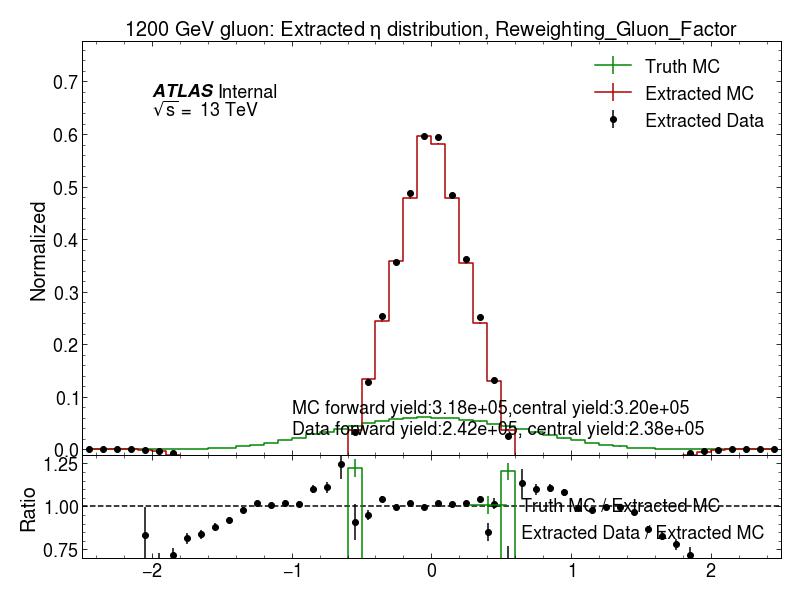 1200 GeV gluon: Extracted η distribution, Reweighting_Gluon_Factor
ATLAS Internal
√s = 13 TeV
Truth MC
Extracted MC
Extracted Data
Normalized
0.7
0.6
0.5
0.4
0.3
0.2
0.1
0.0
MC forward yield:3.18e+05,central yield:3.20e+05
Data forward yield:2.42e+05, central yield:2.38e+05
Ratio
1.25
1.00
0.75
Truth MC / Extracted MC
Extracted Data / Extracted MC
−2 −1 0 1 2